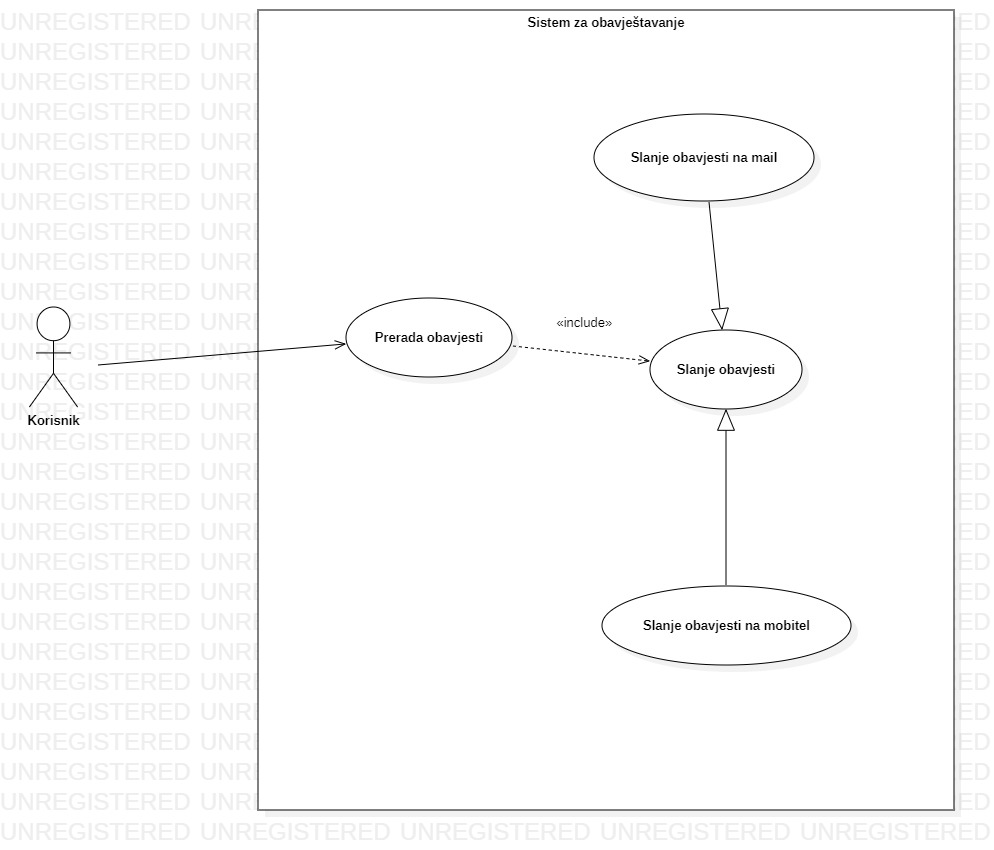 Sistem za obavještavanje
Slanje obavjesti na mail
«include»
Prerada obavjesti
Slanje obavjesti
Korisnik
Slanje obavjesti na mobitel
UNREGISTERED UNREGISTERED UNREGISTERED UNREGISTERED UNREGISTERED